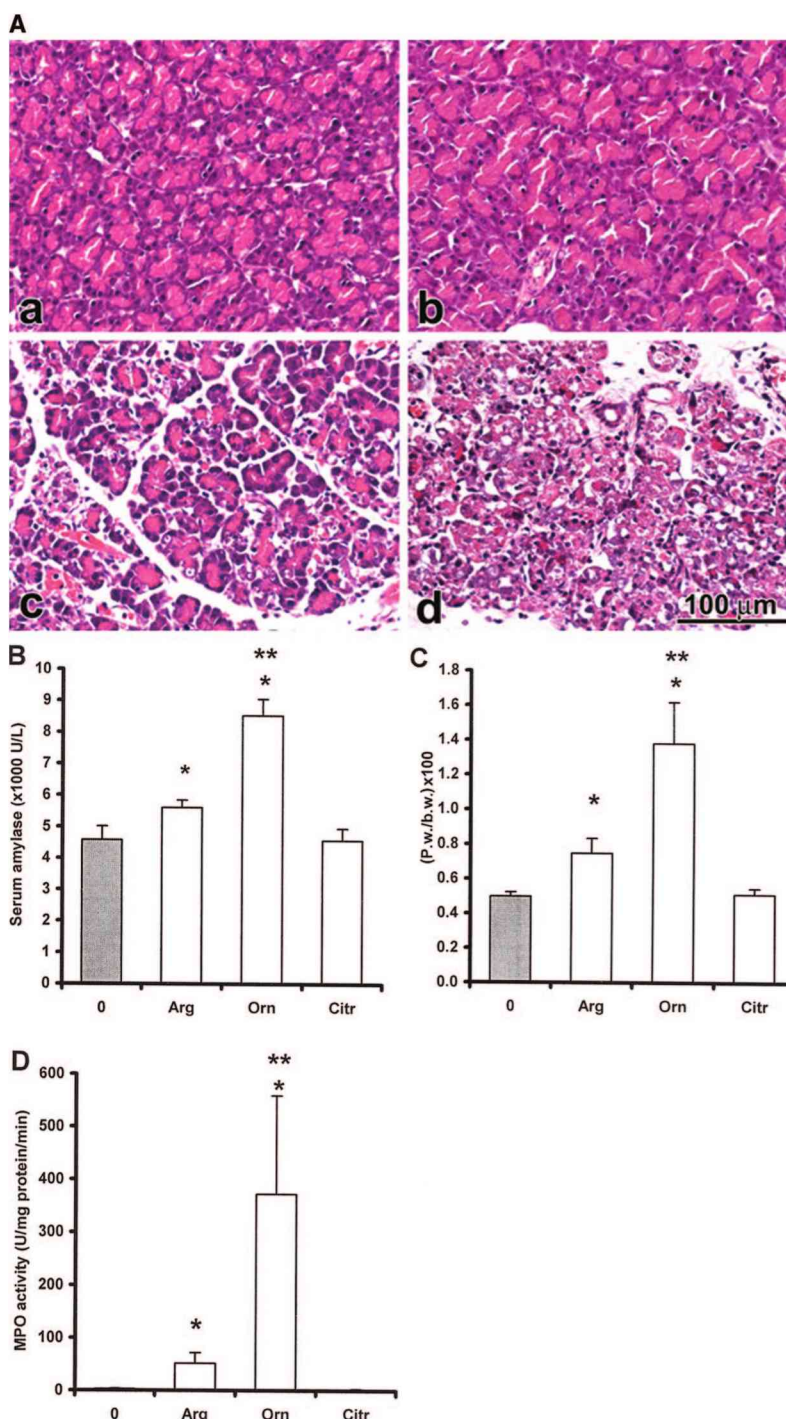 A
a
b
c
d
100 μm
B
**
*
*
Serum amylase (x1000 U/L)
10
9
8
7
6
5
4
3
2
1
0
0 Arg Orn Citr
C
**
*
*
(P.w./b.w.) x100
1.8
1.6
1.4
1.2
1.0
0.8
0.6
0.4
0.2
0.0
0 Arg Orn Citr
D
**
*
*
MPO activity (U/mg protein/min)
600
500
400
300
200
100
0
0 Arg Orn Citr